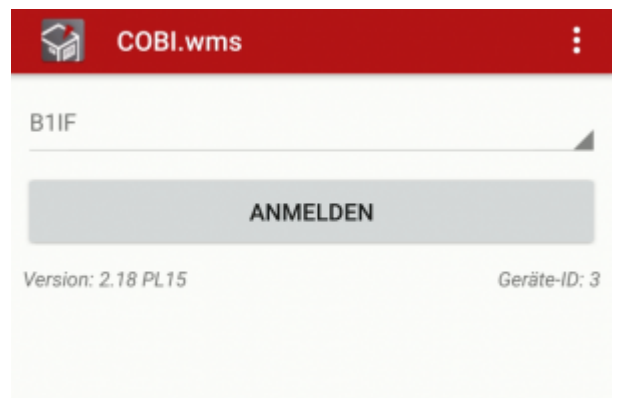 COBI.wms
B1IF
ANMELDEN
Version: 2.18 PL15 Geräte-ID: 3